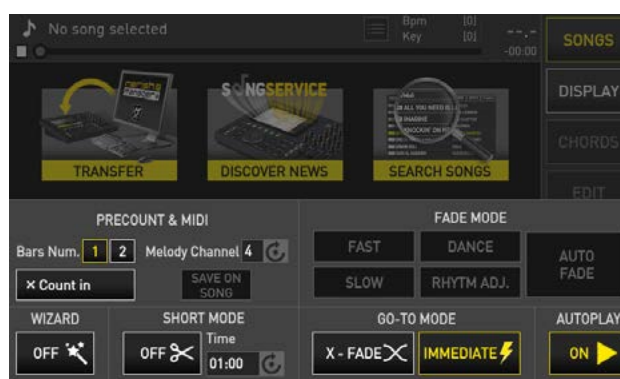 No song selected
Bpm [0]
Key [0]
--.-
-00:00
SONGS
DISPLAY
CHORDS
EDIT
SONGSERVICE
TRANSFER
DISCOVER NEWS
SEARCH SONGS
PRECOUNT & MIDI
Bars Num. 1 2 Melody Channel 4
× Count in
SAVE ON
SONG
FADE MODE
FAST DANCE
SLOW RHYTM ADJ.
AUTO
FADE
WIZARD
OFF
SHORT MODE
OFF
Time
01:00
GO-TO MODE
X - FADE IMMEDIATE
AUTOPLAY
ON